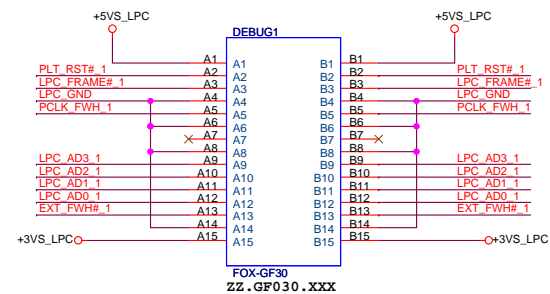 +5VS_LPC +5VS_LPC
DEBUG1
A1 A1 B1 B1
PLT_RST#_1 A2 A2 B2 B2 PLT_RST#_1
LPC_FRAME#_1 A3 A3 B3 B3 LPC_FRAME#_1
LPC_GND A4 A4 B4 B4 LPC_GND
PCLK_FWH_1 A5 A5 B5 B5 PCLK_FWH_1
A6 A6 B6 B6
A7 A7 B7 B7
A8 A8 B8 B8
LPC_AD3_1 A9 A9 B9 B9 LPC_AD3_1
LPC_AD2_1 A10 A10 B10 B10 LPC_AD2_1
LPC_AD1_1 A11 A11 B11 B11 LPC_AD1_1
LPC_AD0_1 A12 A12 B12 B12 LPC_AD0_1
EXT_FWH#_1 A13 A13 B13 B13 EXT_FWH#_1
A14 A14 B14 B14
+3VS_LPC A15 A15 B15 B15 +3VS_LPC
FOX-GF30
ZZ.GF030.XXX